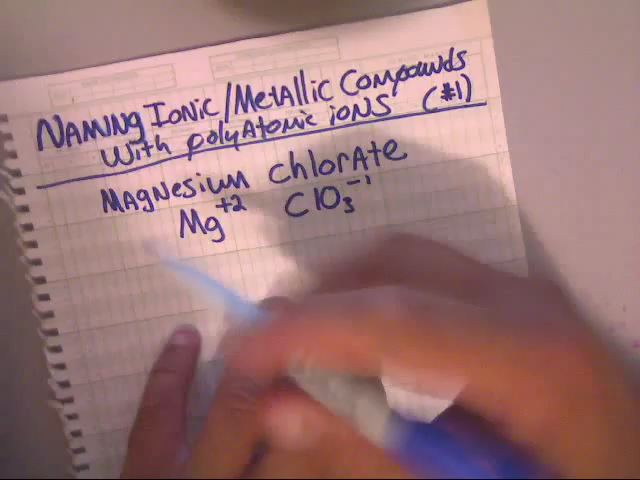 NAMING IONIC/METALLIC COMPOUNDS
WITH POLYATOMIC IONS (#1)
MAGNESIUM CHLORATE
Mg+2 ClO3-1